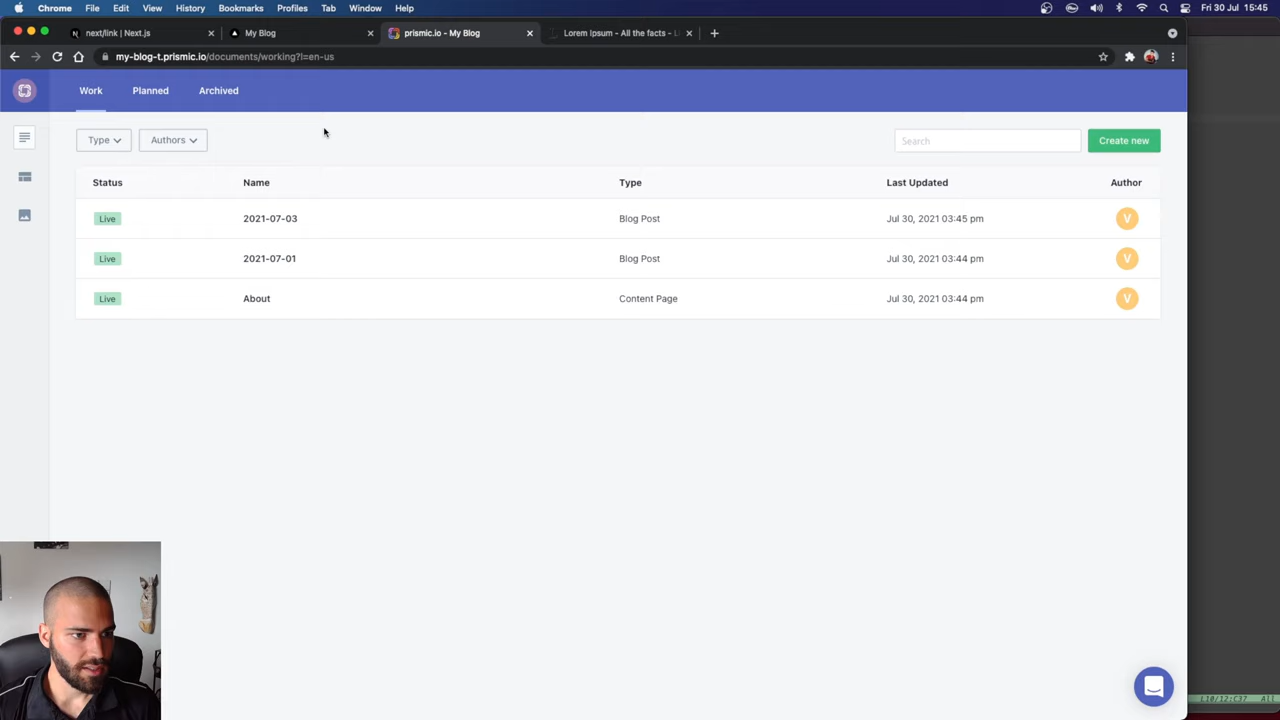 Chrome File Edit View History Bookmarks Profiles Tab Window Help Fri 30 Jul 15:45
next/link | Next.js My Blog prismic.io - My Blog Lorem Ipsum - All the facts - Li
my-blog-t.prismic.io/documents/working?l=en-us
Work Planned Archived
Type Authors Search Create new
Status Name Type Last Updated Author
Live 2021-07-03 Blog Post Jul 30, 2021 03:45 pm V
Live 2021-07-01 Blog Post Jul 30, 2021 03:44 pm V
Live About Content Page Jul 30, 2021 03:44 pm V
All